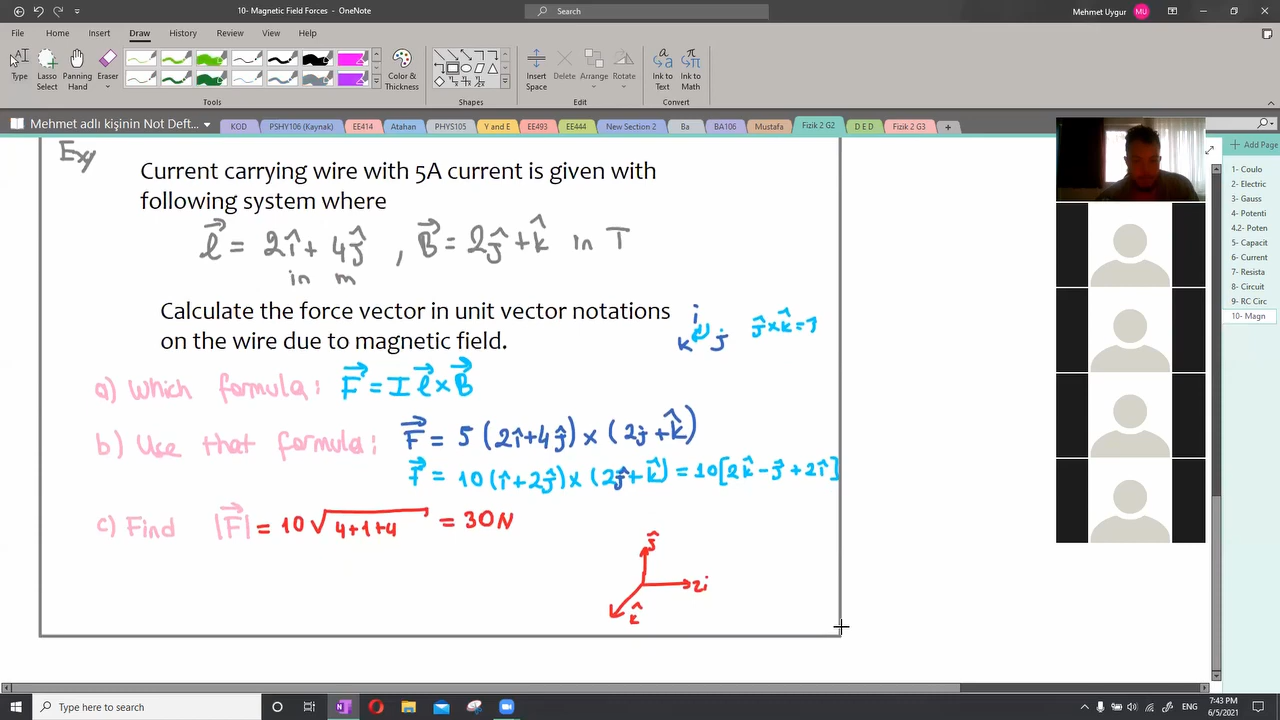 10- Magnetic Field Forces - OneNote
Search
Mehmet Uygur MU
File Home Insert Draw History Review View Help
Type Lasso Select Panning Hand Eraser Color & Thickness Insert Space Delete Arrange Rotate Ink to Text Ink to Math
Tools Shapes Edit Convert
Mehmet adlı kişinin Not Deft... KOD PSHY106 (Kaynak) EE414 Atahan PHYS105 Y and E EE493 EE444 New Section 2 Ba BA106 Mustafa Fizik 2 G2 D E D Fizik 2 G3 +
Add Page
1- Coulo
2- Electric
3- Gauss
4- Potenti
4.2- Poten
5- Capacit
6- Current
7- Resista
8- Circuit
9- RC Circ
10- Magn
Ex/
Current carrying wire with 5A current is given with
following system where
l⃗ = 2î + 4ĵ , B⃗ = 2ĵ + k̂ in T
in m
Calculate the force vector in unit vector notations
on the wire due to magnetic field.
i
k j
ĵ × k̂ = ?
a) Which formula: F⃗ = I l⃗ × B⃗
b) Use that formula: F⃗ = 5 (2î + 4ĵ) × (2ĵ + k̂)
F⃗ = 10 (î + 2ĵ) × (2ĵ + k̂) = 10[2k̂ - ĵ + 2î]
c) Find |F⃗| = 10 √4+1+4 = 30N
ĵ
2i
k̂
Type here to search
ENG
7:43 PM
6/5/2021